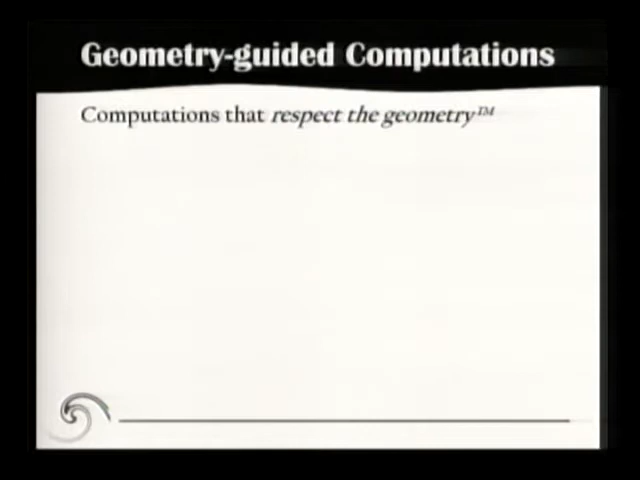 Geometry-guided Computations
Computations that respect the geometry™